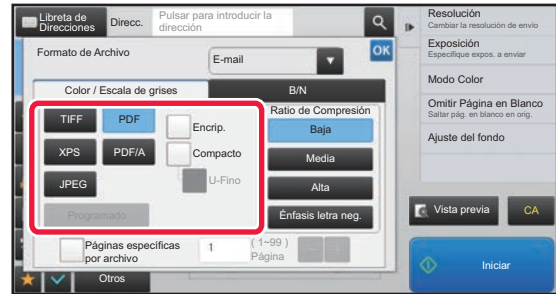 Libreta de
Direcciones
Direcc.
Pulsar para introducir la
dirección
Formato de Archivo
E-mail
OK
Color / Escala de grises
B/N
TIFF
PDF
Encrip.
XPS
PDF/A
Compacto
JPEG
U-Fino
Programado
Ratio de Compresión
Baja
Media
Alta
Énfasis letra neg.
Páginas específicas
por archivo
1
( 1~99 )
Página
Otros
Resolución
Cambiar la resolución de envío
Exposición
Especifique expos. a enviar
Modo Color
Omitir Página en Blanco
Saltar pág. en blanco en orig.
Ajuste del fondo
Vista previa
CA
Iniciar